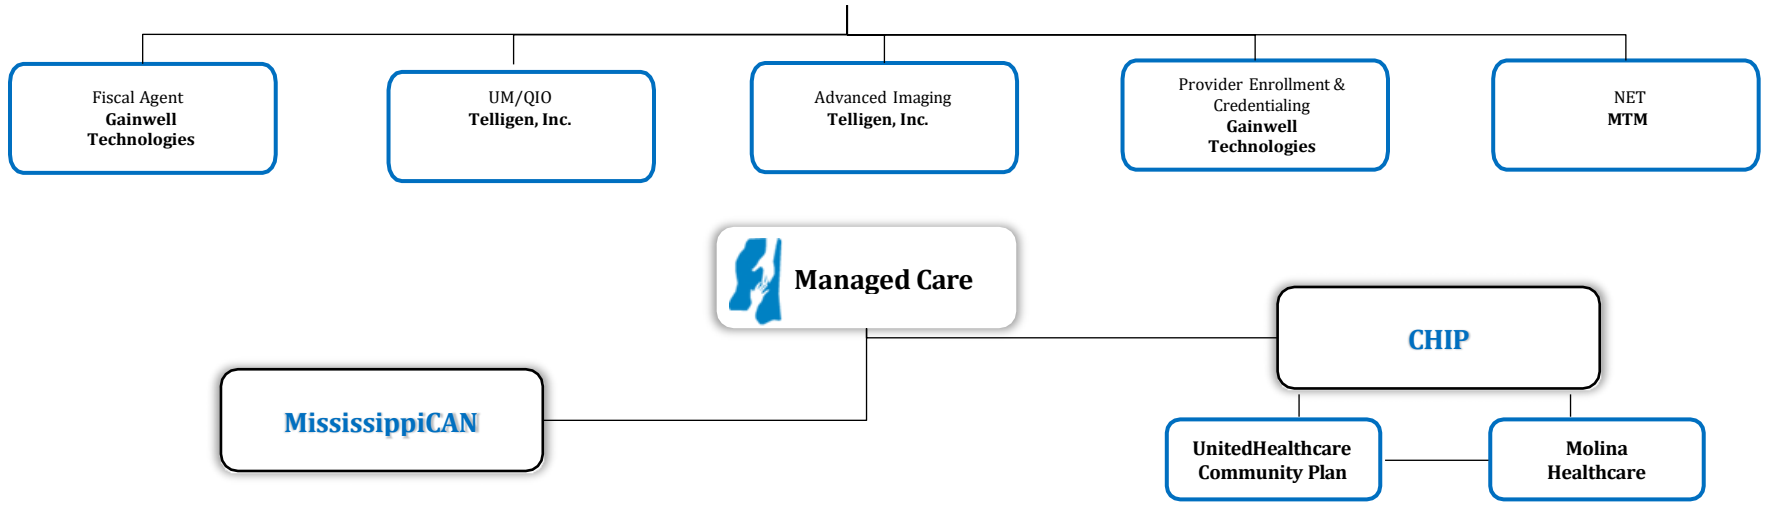 Fiscal Agent
Gainwell
Technologies
UM/QIO
Telligen, Inc.
Advanced Imaging
Telligen, Inc.
Provider Enrollment &
Credentialing
Gainwell
Technologies
NET
MTM
Managed Care
CHIP
MississippiCAN
UnitedHealthcare
Community Plan
Molina
Healthcare